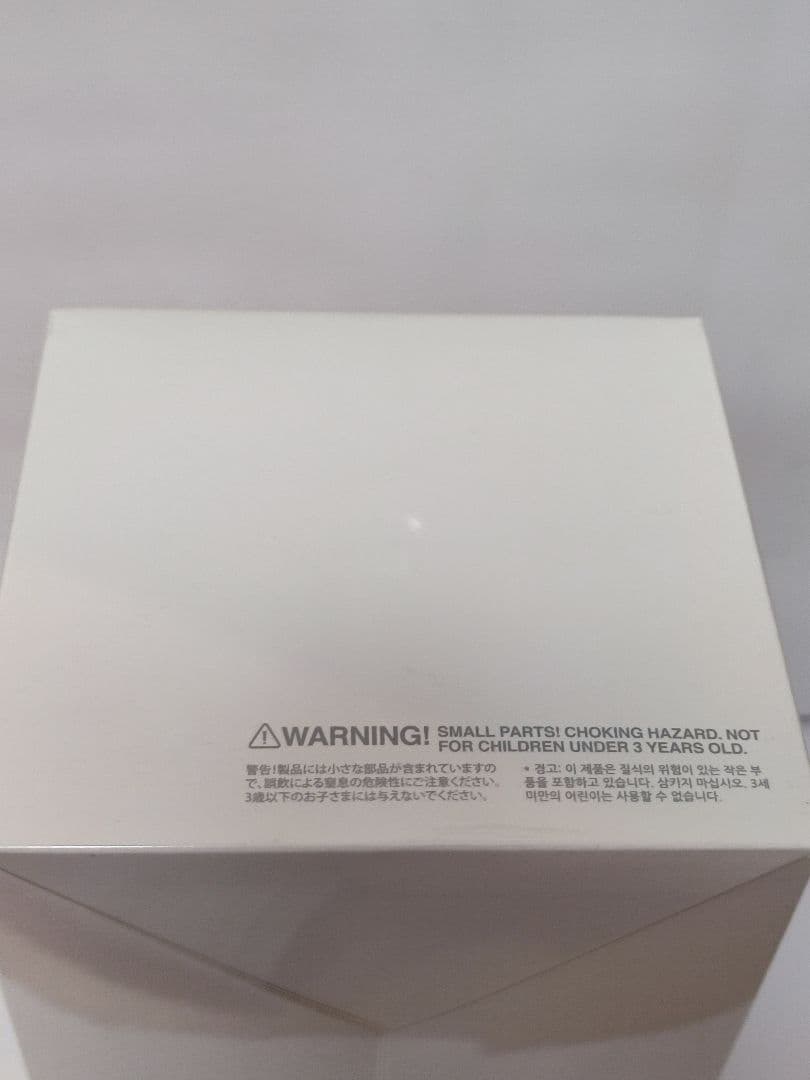 ⚠WARNING! SMALL PARTS! CHOKING HAZARD. NOT
FOR CHILDREN UNDER 3 YEARS OLD.
警告!製品には小さな部品が含まれていますの
で、誤飲による窒息の危険性にご注意ください。
3歳以下のお子さまには与えないでください。
* 경고: 이 제품은 질식의 위험이 있는 작은 부
품을 포함하고 있습니다. 삼키지 마십시오. 3세
미만의 어린이는 사용할 수 없습니다.